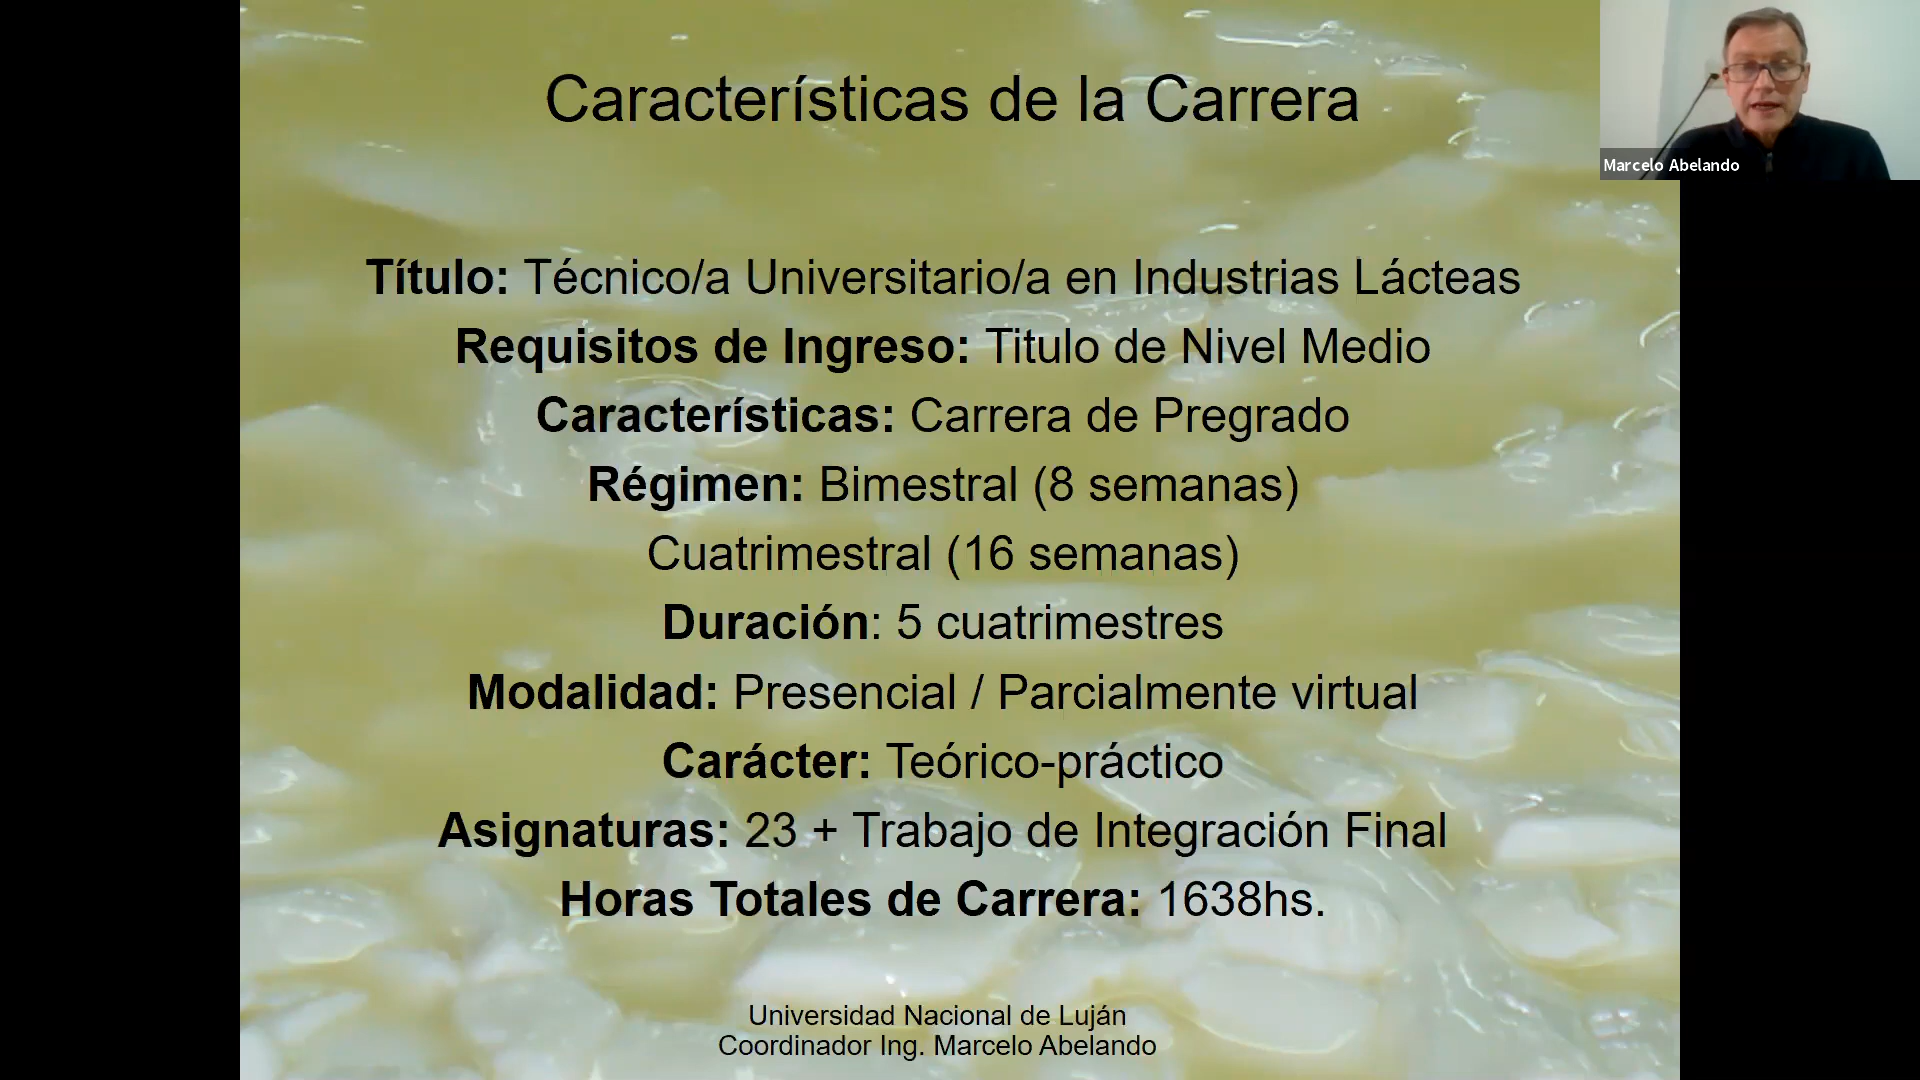 Características de la Carrera
Marcelo Abelando
Título: Técnico/a Universitario/a en Industrias Lácteas
Requisitos de Ingreso: Titulo de Nivel Medio
Características: Carrera de Pregrado
Régimen: Bimestral (8 semanas)
Cuatrimestral (16 semanas)
Duración: 5 cuatrimestres
Modalidad: Presencial / Parcialmente virtual
Carácter: Teórico-práctico
Asignaturas: 23 + Trabajo de Integración Final
Horas Totales de Carrera: 1638hs.
Universidad Nacional de Luján
Coordinador Ing. Marcelo Abelando